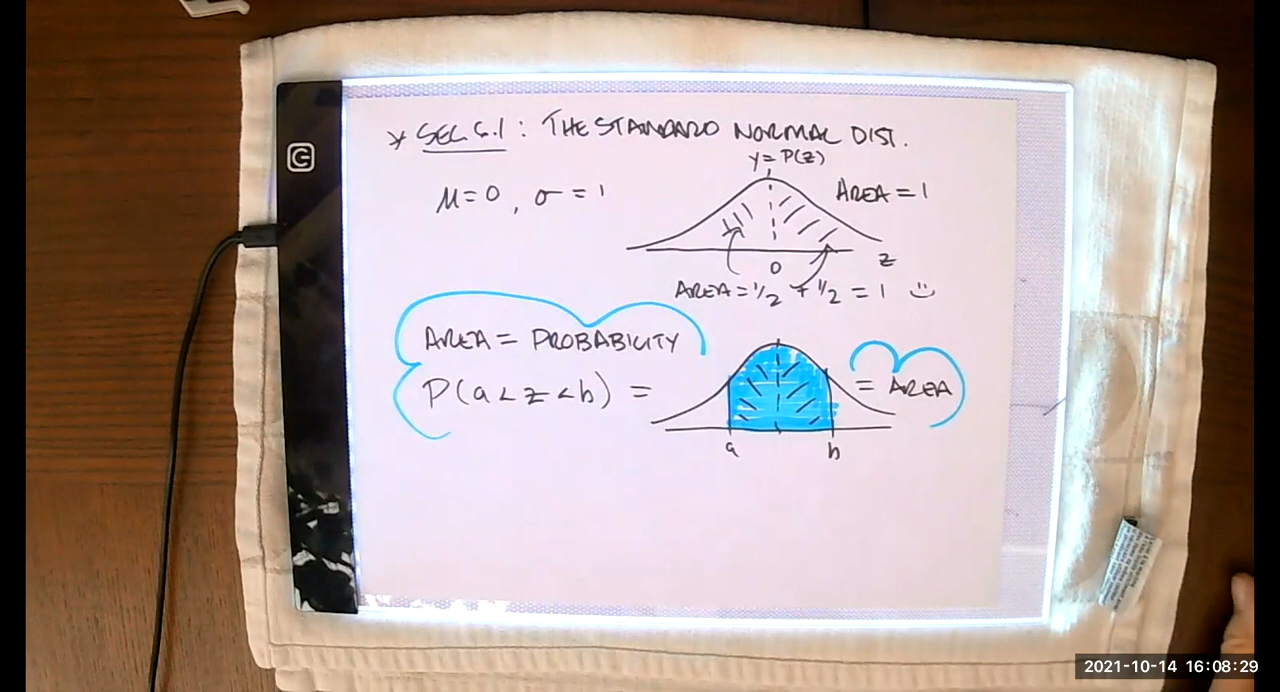 * SEC 6.1 : THE STANDARD NORMAL DIST.
y = P(z)
μ = 0 , σ = 1
AREA = 1
0
z
AREA = 1/2 + 1/2 = 1 :)
AREA = PROBABILITY
P(a < z < b) =
= AREA
a
b
2021-10-14 16:08:29